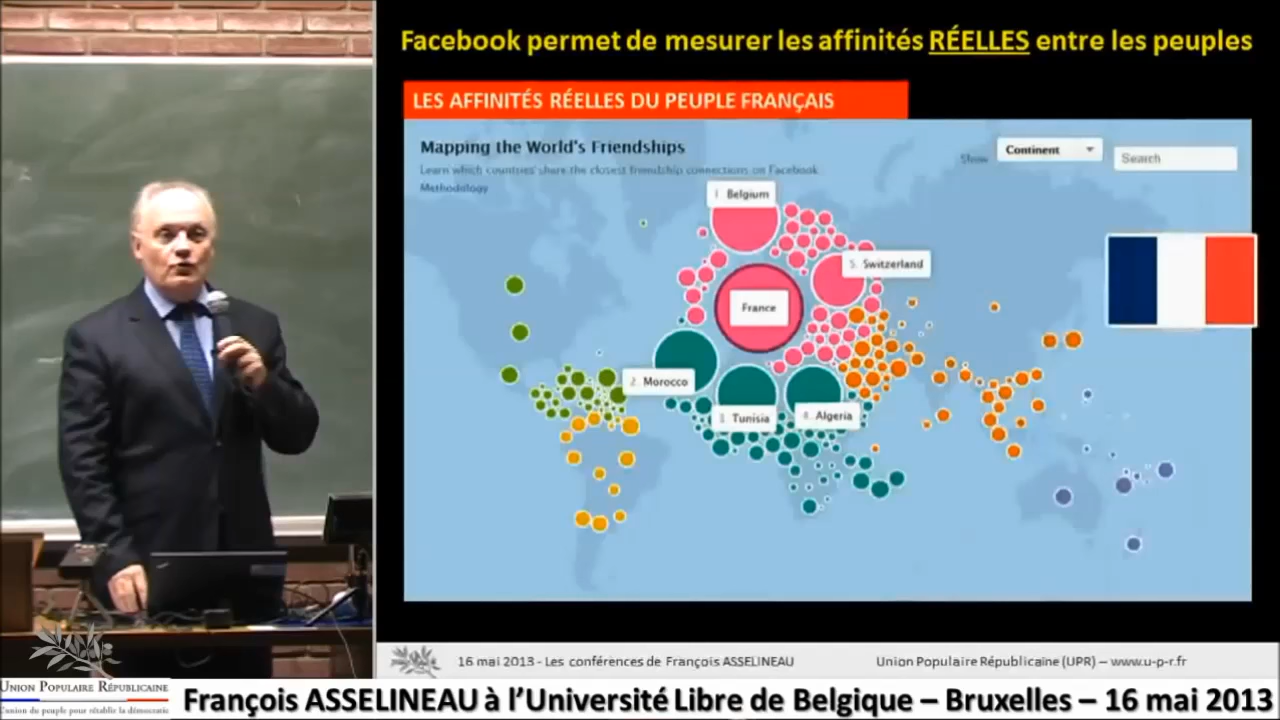 Facebook permet de mesurer les affinités RÉELLES entre les peuples
LES AFFINITÉS RÉELLES DU PEUPLE FRANÇAIS
Mapping the World's Friendships
Learn which countries share the closest friendship connections on Facebook.
Methodology
Show
Continent
Search
1. Belgium
5. Switzerland
France
2. Morocco
3. Tunisia
4. Algeria
16 mai 2013 - Les conférences de François ASSELINEAU
Union Populaire Républicaine (UPR) – www.u-p-r.fr
UNION POPULAIRE RÉPUBLICAINE
L'union du peuple pour rétablir la démocratie
François ASSELINEAU à l'Université Libre de Belgique – Bruxelles – 16 mai 2013